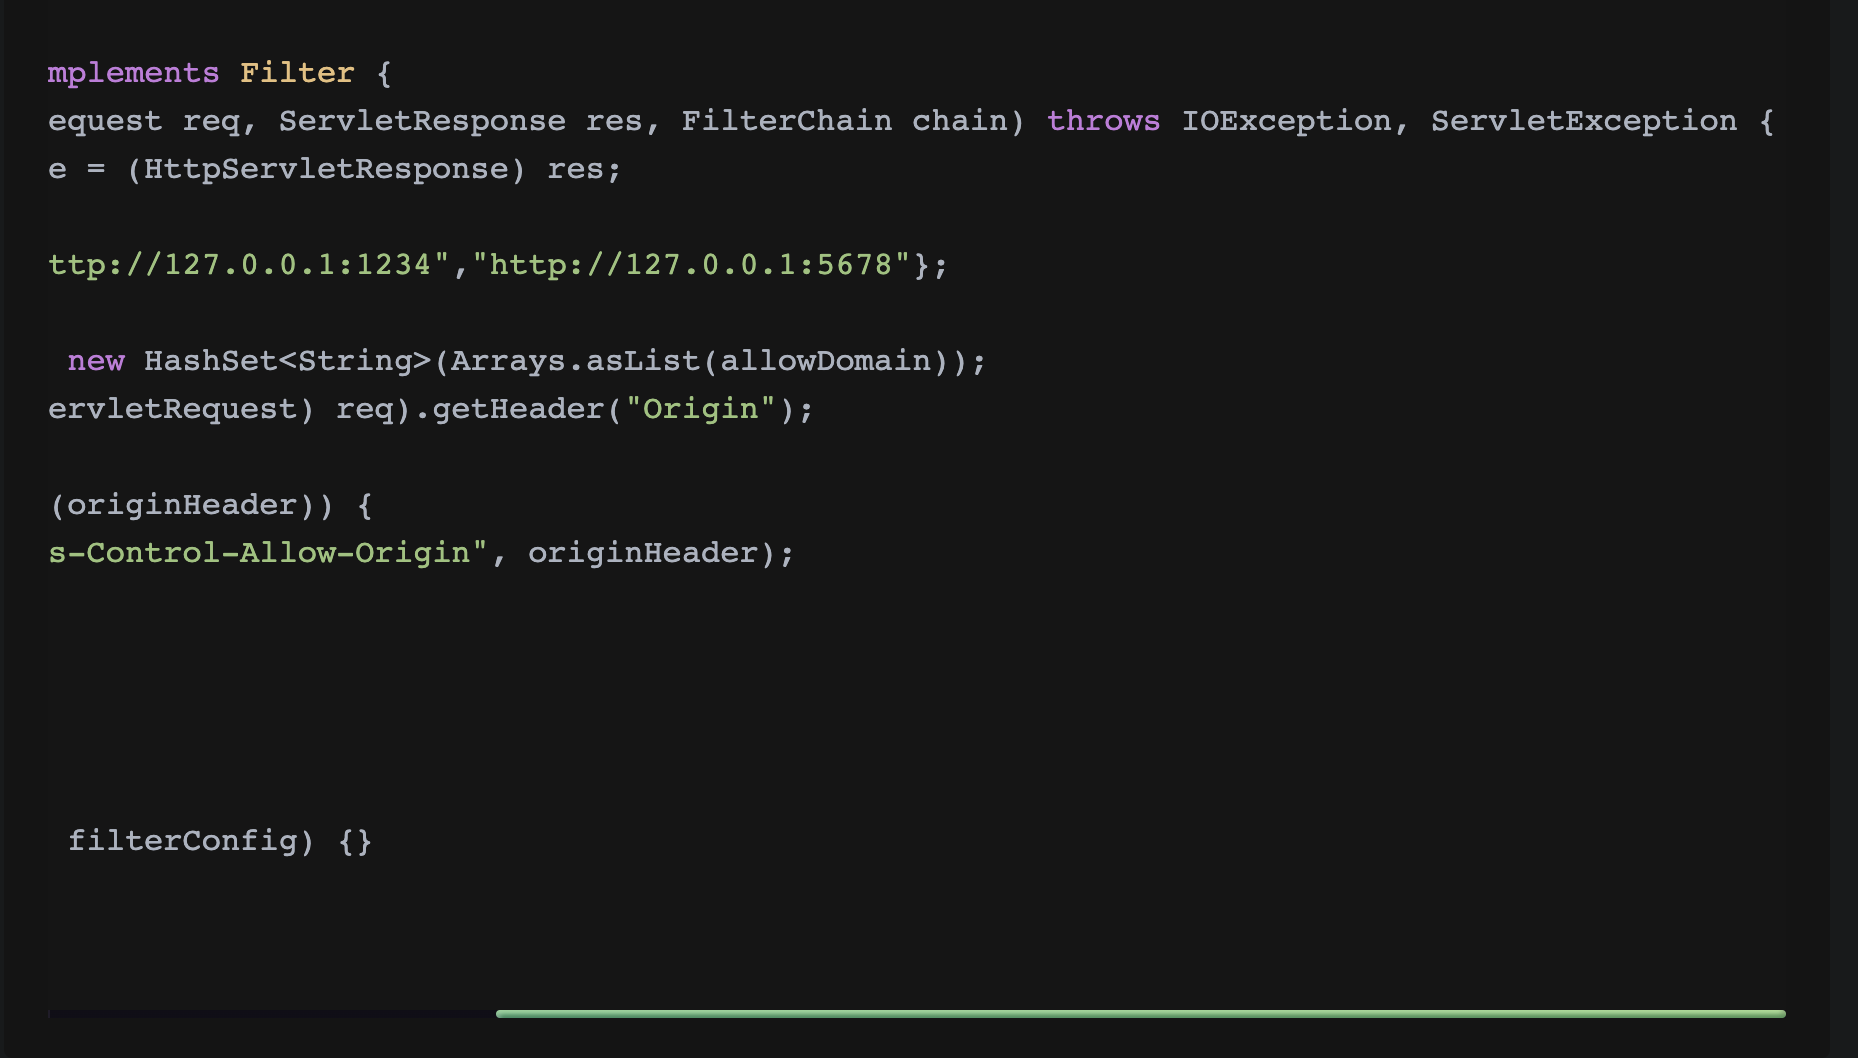 mplements Filter {
equest req, ServletResponse res, FilterChain chain) throws IOException, ServletException {
e = (HttpServletResponse) res;
ttp://127.0.0.1:1234","http://127.0.0.1:5678"};
new HashSet<String>(Arrays.asList(allowDomain));
ervletRequest) req).getHeader("Origin");
(originHeader)) {
s-Control-Allow-Origin", originHeader);
filterConfig) {}